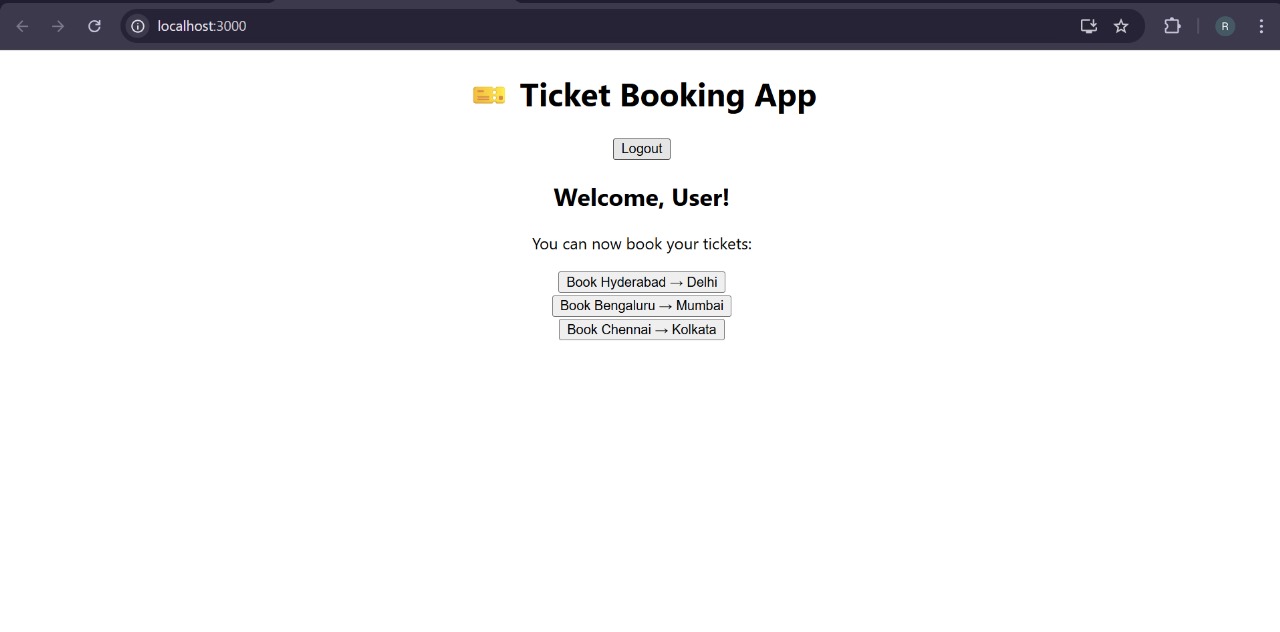 localhost:3000
R
🎫 Ticket Booking App
Logout
Welcome, User!
You can now book your tickets:
Book Hyderabad → Delhi
Book Bengaluru → Mumbai
Book Chennai → Kolkata